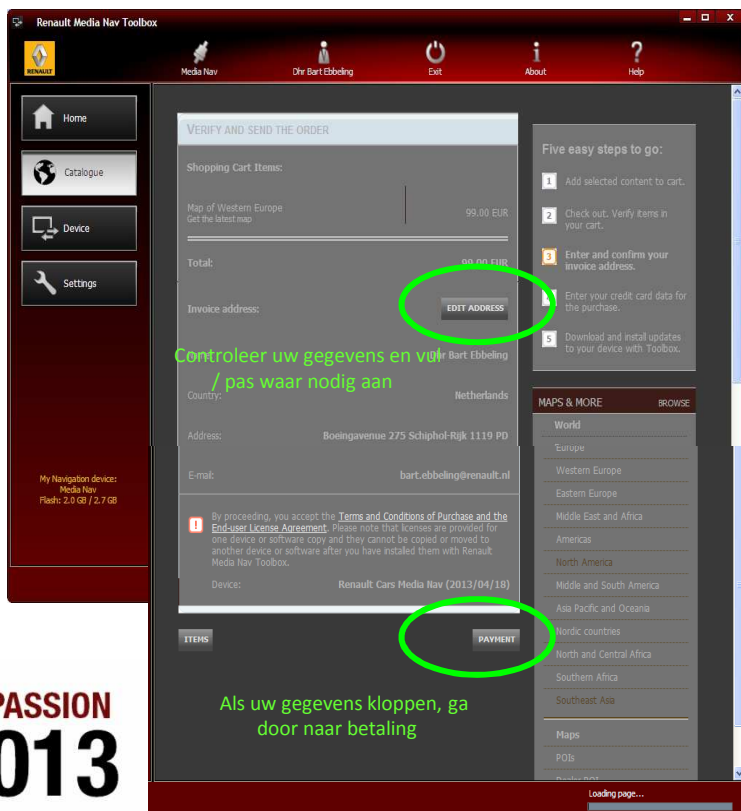 Renault Media Nav Toolbox
RENAULT
Media Nav
Dhr Bart Ebbeling
Exit
About
Help
Home
Catalogue
Device
Settings
My Navigation device:
Media Nav
Flash: 2.0 GB / 2.7 GB
VERIFY AND SEND THE ORDER
Shopping Cart Items:
Map of Western Europe
Get the latest map
99.00 EUR
Total: 99.00 EUR
Invoice address: EDIT ADDRESS
Controleer uw gegevens en vul
/ pas waar nodig aan
Name: Dhr Bart Ebbeling
Country: Netherlands
Address: Boeingavenue 275 Schiphol-Rijk 1119 PD
E-mail: bart.ebbeling@renault.nl
! By proceeding, you accept the Terms and Conditions of Purchase and the
End-user License Agreement. Please note that licenses are provided for
one device or software copy and they cannot be copied or moved to
another device or software after you have installed them with Renault
Media Nav Toolbox.
Device: Renault Cars Media Nav (2013/04/18)
ITEMS
PAYMENT
Als uw gegevens kloppen, ga
door naar betaling
Five easy steps to go:
1 Add selected content to cart.
2 Check out. Verify items in
your cart.
3 Enter and confirm your
invoice address.
Enter your credit card data for
the purchase.
5 Download and install updates
to your device with Toolbox.
MAPS & MORE BROWSE
World
Europe
Western Europe
Eastern Europe
Middle East and Africa
Americas
North America
Middle and South America
Asia Pacific and Oceania
Nordic countries
North and Central Africa
Southern Africa
Southeast Asia
Maps
POIs
Loading page...
PASSION
013